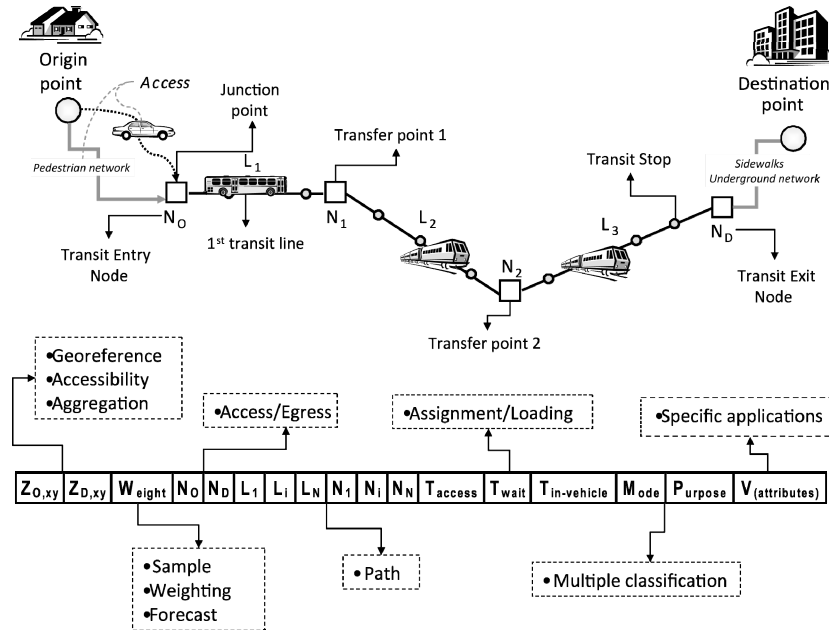 Origin
point
Access
Junction
point
Destination
point
Transfer point 1
Pedestrian network
L1
Transit Stop
Sidewalks
Underground network
NO
N1
L2
L3
ND
1st transit line
Transit Entry
Node
N2
Transit Exit
Node
Transfer point 2
•Georeference
•Accessibility
•Aggregation
•Access/Egress
•Assignment/Loading
•Specific applications
ZO,xy ZD,xy Weight NO ND L1 Li LN N1 Ni NN Taccess Twait Tin-vehicle Mode Purpose V(attributes)
•Sample
•Weighting
•Forecast
• Path
• Multiple classification